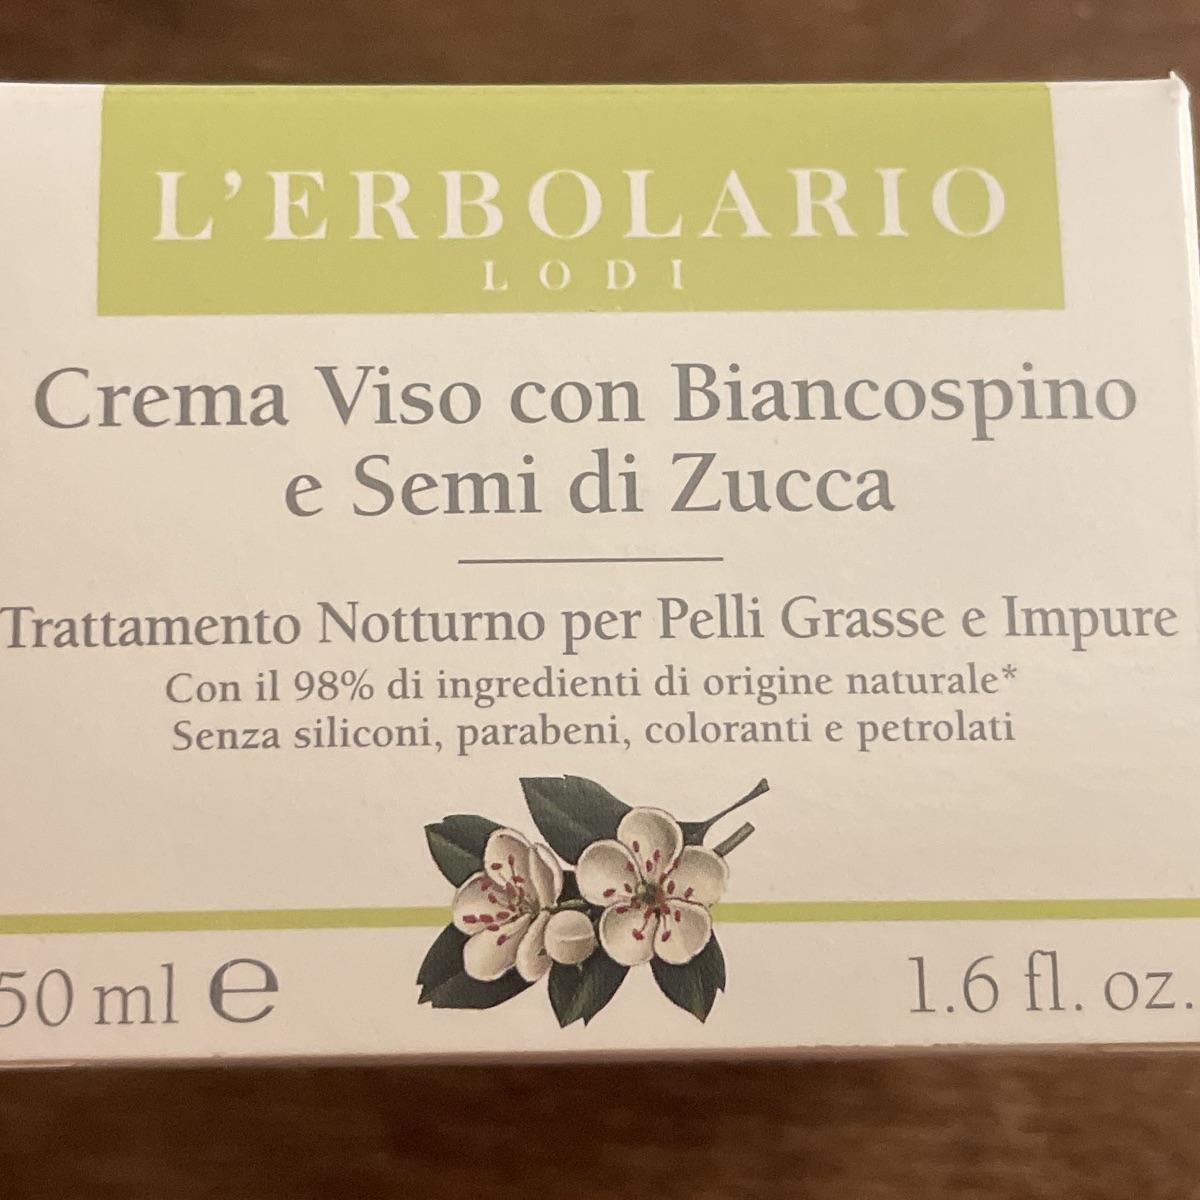 L'ERBOLARIO
LODI
Crema Viso con Biancospino
e Semi di Zucca
Trattamento Notturno per Pelli Grasse e Impure
Con il 98% di ingredienti di origine naturale*
Senza siliconi, parabeni, coloranti e petrolati
50 ml e 1.6 fl. oz.